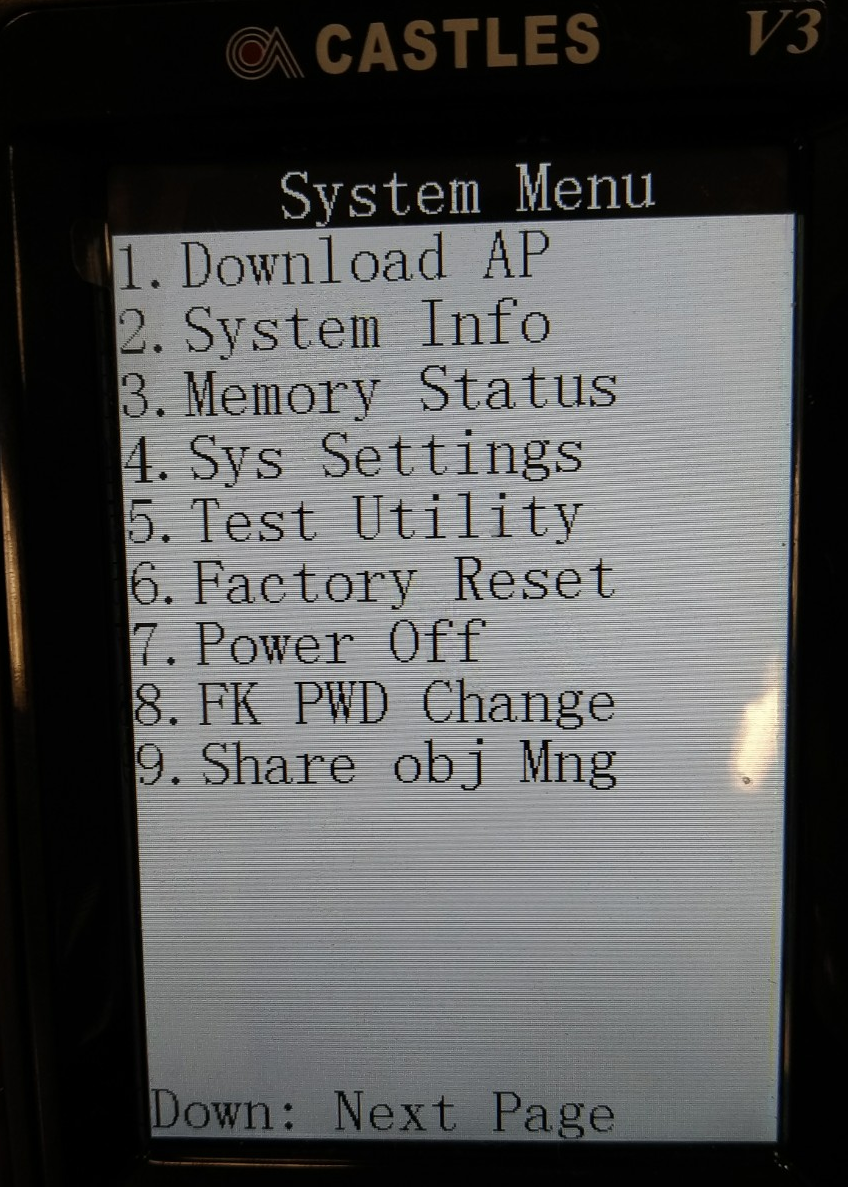 CASTLES V3
System Menu
1. Download AP
2. System Info
3. Memory Status
4. Sys Settings
5. Test Utility
6. Factory Reset
7. Power Off
8. FK PWD Change
9. Share obj Mng
Down: Next Page